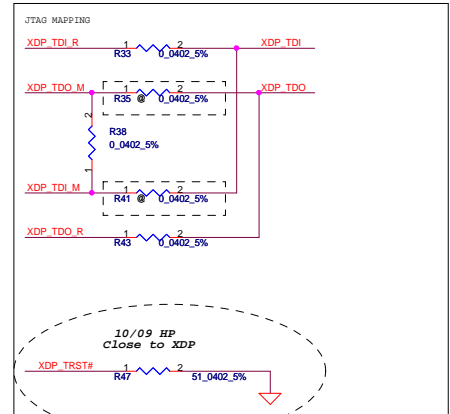 JTAG MAPPING
XDP_TDI_R 1 2 XDP_TDI
R33 0_0402_5%
XDP_TDO_M 1 2 XDP_TDO
R35 @ 0_0402_5%
2
R38
0_0402_5%
1
XDP_TDI_M 1 2
R41 @ 0_0402_5%
XDP_TDO_R 1 2
R43 0_0402_5%
10/09 HP
Close to XDP
XDP_TRST# 1 2
R47 51_0402_5%